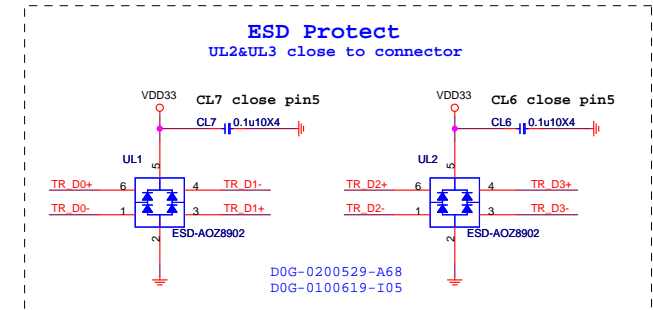 ESD Protect
UL2&UL3 close to connector
VDD33
CL7 close pin5
CL7
0.1u10X4
UL1
5
TR_D0+
6
4
TR_D1-
TR_D0-
1
3
TR_D1+
2
ESD-AOZ8902
VDD33
CL6 close pin5
CL6
0.1u10X4
UL2
5
TR_D2+
6
4
TR_D3+
TR_D2-
1
3
TR_D3-
2
ESD-AOZ8902
D0G-0200529-A68
D0G-0100619-I05